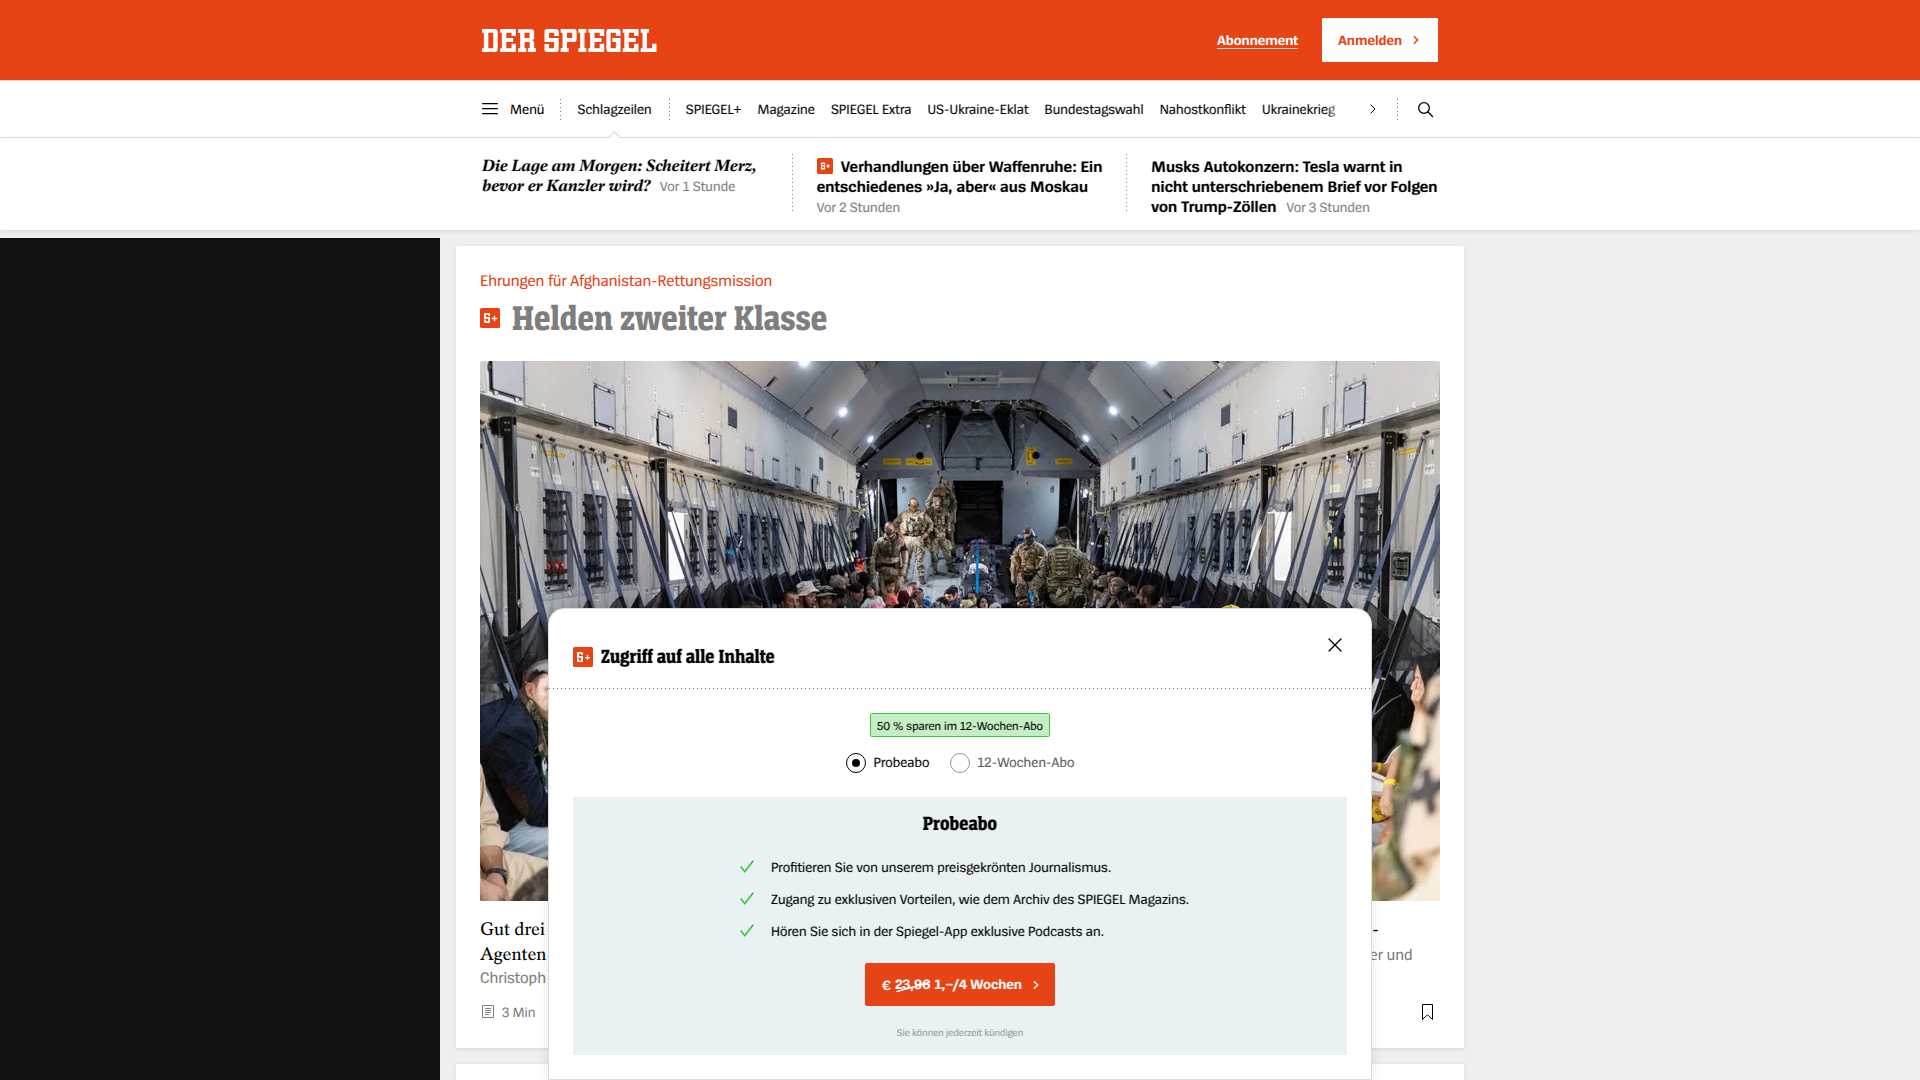 DER SPIEGEL
Abonnement
Anmelden
Menü
Schlagzeilen
SPIEGEL+
Magazine
SPIEGEL Extra
US-Ukraine-Eklat
Bundestagswahl
Nahostkonflikt
Ukrainekrieg
Die Lage am Morgen: Scheitert Merz,
bevor er Kanzler wird? Vor 1 Stunde
S+ Verhandlungen über Waffenruhe: Ein
entschiedenes »Ja, aber« aus Moskau
Vor 2 Stunden
Musks Autokonzern: Tesla warnt in
nicht unterschriebenem Brief vor Folgen
von Trump-Zöllen Vor 3 Stunden
Ehrungen für Afghanistan-Rettungsmission
S+ Helden zweiter Klasse
S+ Zugriff auf alle Inhalte
50 % sparen im 12-Wochen-Abo
Probeabo
12-Wochen-Abo
Probeabo
Profitieren Sie von unserem preisgekrönten Journalismus.
Zugang zu exklusiven Vorteilen, wie dem Archiv des SPIEGEL Magazins.
Hören Sie sich in der Spiegel-App exklusive Podcasts an.
€ 23,96 1,–/4 Wochen
Sie können jederzeit kündigen
Gut drei
Agenten
er und
Christoph
3 Min